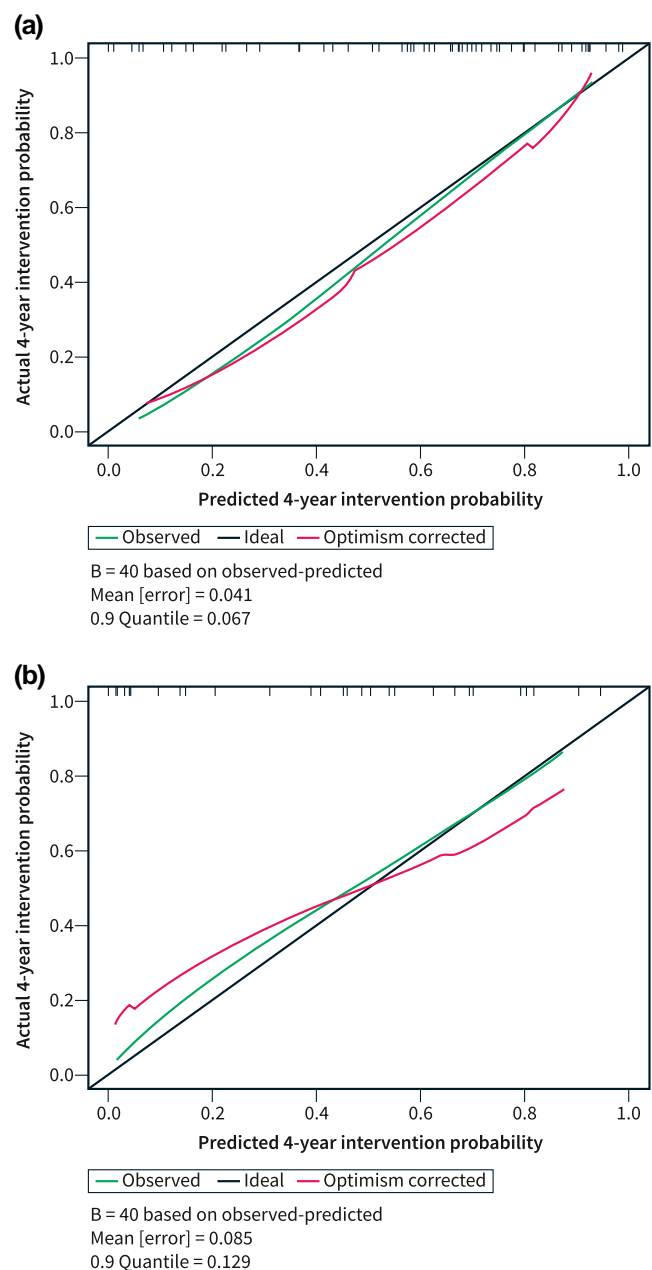 (a)
Actual 4-year intervention probability
1.0
0.8
0.6
0.4
0.2
0.0
0.0 0.2 0.4 0.6 0.8 1.0
Predicted 4-year intervention probability
Observed Ideal Optimism corrected
B = 40 based on observed-predicted
Mean [error] = 0.041
0.9 Quantile = 0.067
(b)
Actual 4-year intervention probability
1.0
0.8
0.6
0.4
0.2
0.0
0.0 0.2 0.4 0.6 0.8 1.0
Predicted 4-year intervention probability
Observed Ideal Optimism corrected
B = 40 based on observed-predicted
Mean [error] = 0.085
0.9 Quantile = 0.129